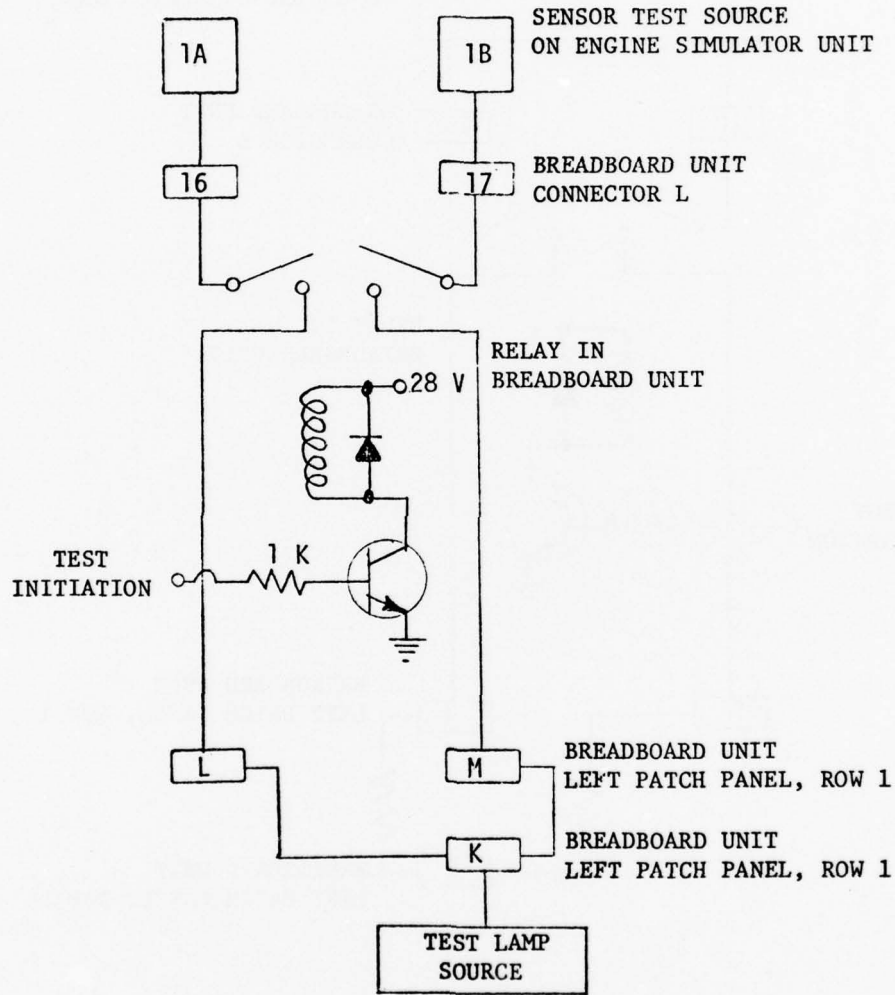 1A
1B
SENSOR TEST SOURCE
ON ENGINE SIMULATOR UNIT
16
17
BREADBOARD UNIT
CONNECTOR L
RELAY IN
BREADBOARD UNIT
28 V
1 K
TEST
INITIATION
L
M
BREADBOARD UNIT
LEFT PATCH PANEL, ROW 1
K
BREADBOARD UNIT
LEFT PATCH PANEL, ROW 1
TEST LAMP
SOURCE